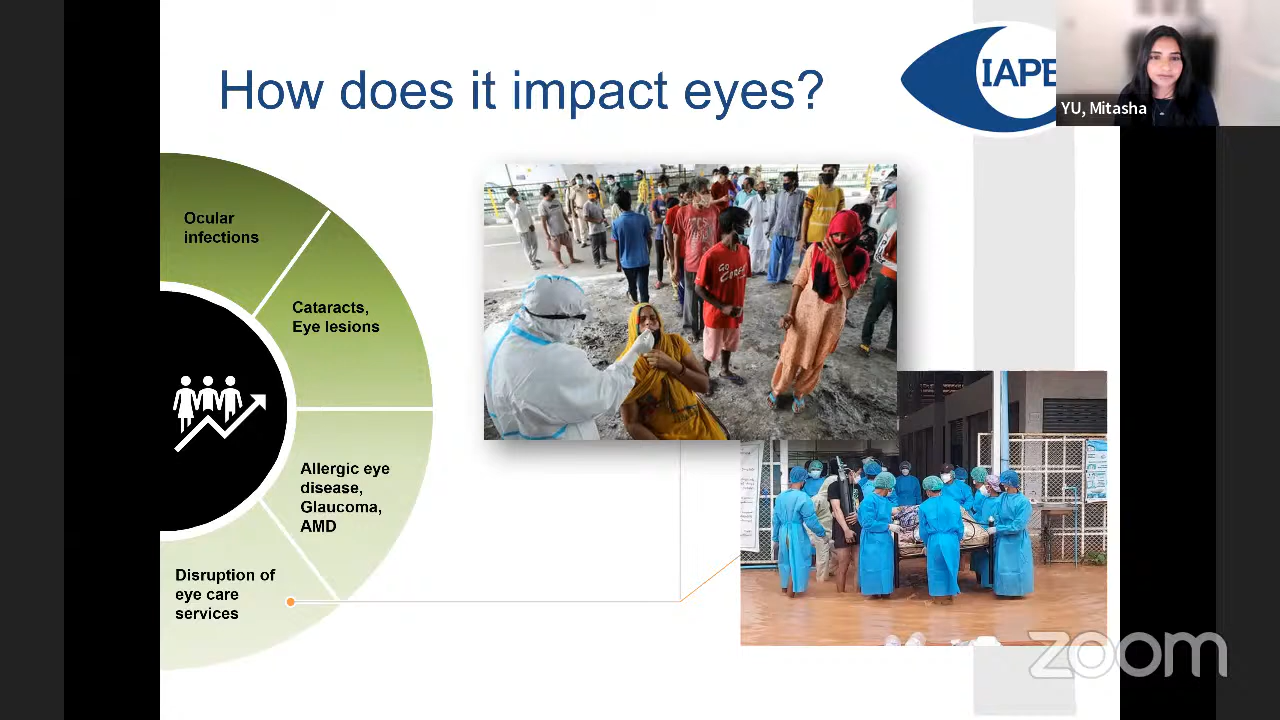 How does it impact eyes?
IAPB
YU, Mitasha
Ocular
infections
Cataracts,
Eye lesions
GO
Allergic eye
disease,
Glaucoma,
AMD
Disruption of
eye care
services
zoom